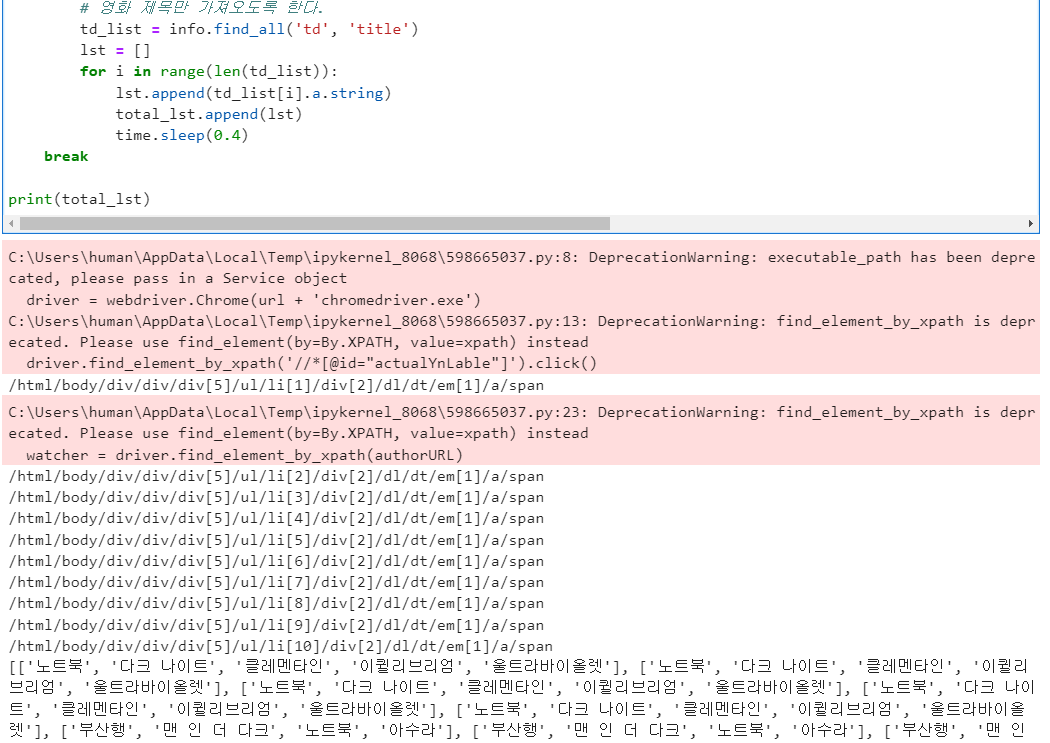 # 영화 제목만 가져오도록 한다.
td_list = info.find_all('td', 'title')
lst = []
for i in range(len(td_list)):
lst.append(td_list[i].a.string)
total_lst.append(lst)
time.sleep(0.4)
break
print(total_lst)
C:\Users\human\AppData\Local\Temp\ipykernel_8068\598665037.py:8: DeprecationWarning: executable_path has been depre
cated, please pass in a Service object
driver = webdriver.Chrome(url + 'chromedriver.exe')
C:\Users\human\AppData\Local\Temp\ipykernel_8068\598665037.py:13: DeprecationWarning: find_element_by_xpath is depr
ecated. Please use find_element(by=By.XPATH, value=xpath) instead
driver.find_element_by_xpath('//*[@id="actualYnLable"]').click()
/html/body/div/div/div[5]/ul/li[1]/div[2]/dl/dt/em[1]/a/span
C:\Users\human\AppData\Local\Temp\ipykernel_8068\598665037.py:23: DeprecationWarning: find_element_by_xpath is depr
ecated. Please use find_element(by=By.XPATH, value=xpath) instead
watcher = driver.find_element_by_xpath(authorURL)
/html/body/div/div/div[5]/ul/li[2]/div[2]/dl/dt/em[1]/a/span
/html/body/div/div/div[5]/ul/li[3]/div[2]/dl/dt/em[1]/a/span
/html/body/div/div/div[5]/ul/li[4]/div[2]/dl/dt/em[1]/a/span
/html/body/div/div/div[5]/ul/li[5]/div[2]/dl/dt/em[1]/a/span
/html/body/div/div/div[5]/ul/li[6]/div[2]/dl/dt/em[1]/a/span
/html/body/div/div/div[5]/ul/li[7]/div[2]/dl/dt/em[1]/a/span
/html/body/div/div/div[5]/ul/li[8]/div[2]/dl/dt/em[1]/a/span
/html/body/div/div/div[5]/ul/li[9]/div[2]/dl/dt/em[1]/a/span
/html/body/div/div/div[5]/ul/li[10]/div[2]/dl/dt/em[1]/a/span
[['노트북', '다크 나이트', '클레멘타인', '이퀼리브리엄', '울트라바이올렛'], ['노트북', '다크 나이트', '클레멘타인', '이퀼리
브리엄', '울트라바이올렛'], ['노트북', '다크 나이트', '클레멘타인', '이퀼리브리엄', '울트라바이올렛'], ['노트북', '다크 나이
트', '클레멘타인', '이퀼리브리엄', '울트라바이올렛'], ['노트북', '다크 나이트', '클레멘타인', '이퀼리브리엄', '울트라바이올
렛'], ['부산행', '맨 인 더 다크', '노트북', '아수라'], ['부산행', '맨 인 더 다크', '노트북', '아수라'], ['부산행', '맨 인